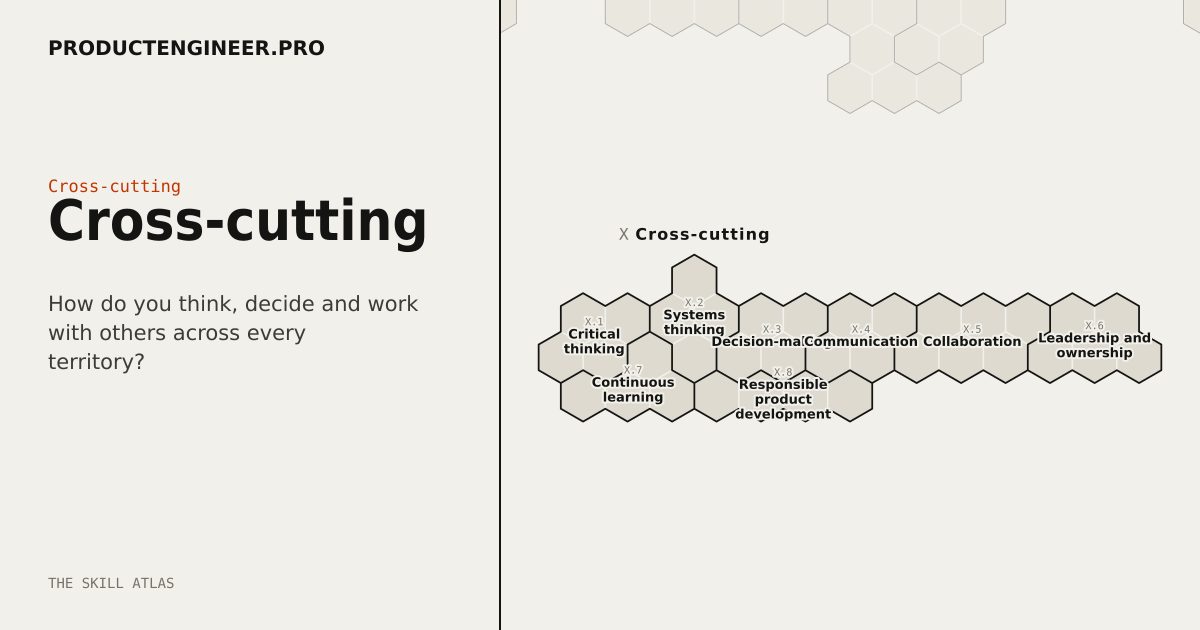 PRODUCTENGINEER.PRO
Cross-cutting
Cross-cutting
How do you think, decide and work
with others across every
territory?
THE SKILL ATLAS
X Cross-cutting
X.1
Critical
thinking
X.2
Systems
thinking
X.3
Decision-ma
X.4
Communication
X.5
Collaboration
X.6
Leadership and
ownership
X.7
Continuous
learning
X.8
Responsible
product
development